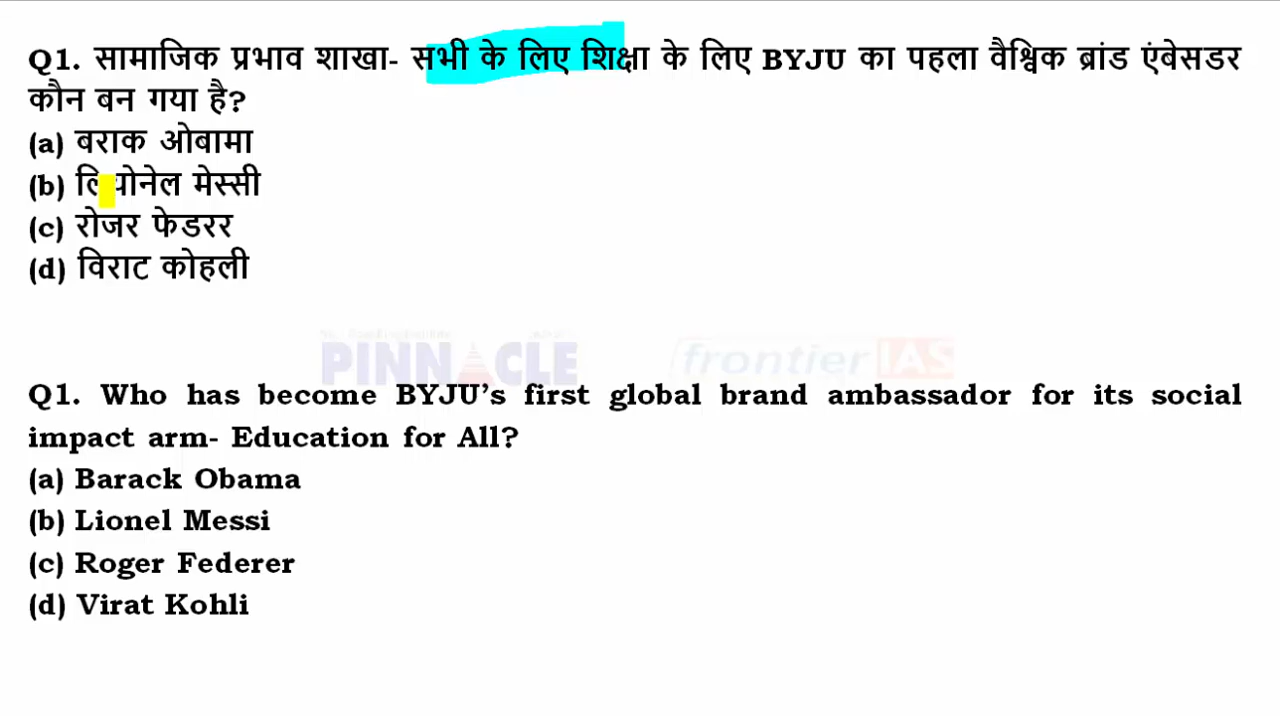 Q1. सामाजिक प्रभाव शाखा- सभी के लिए शिक्षा के लिए BYJU का पहला वैश्विक ब्रांड एंबेसडर
कौन बन गया है?
(a) बराक ओबामा
(b) लियोनेल मेस्सी
(c) रोजर फेडरर
(d) विराट कोहली
PINNACLE frontier IAS
Q1. Who has become BYJU's first global brand ambassador for its social
impact arm- Education for All?
(a) Barack Obama
(b) Lionel Messi
(c) Roger Federer
(d) Virat Kohli